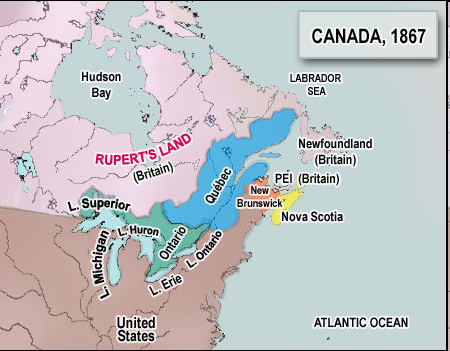 CANADA, 1867
Hudson
Bay
LABRADOR
SEA
RUPERT'S LAND
(Britain)
Newfoundland
(Britain)
Québec
PEI (Britain)
New
Brunswick
Nova Scotia
L. Superior
L. Huron
Ontario
L. Ontario
L. Michigan
L. Erie
United
States
ATLANTIC OCEAN